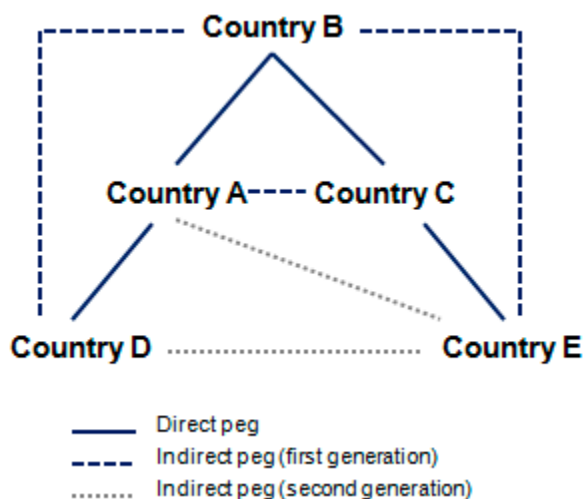 Country B
Country A
Country C
Country D
Country E
Direct peg
Indirect peg (first generation)
Indirect peg (second generation)